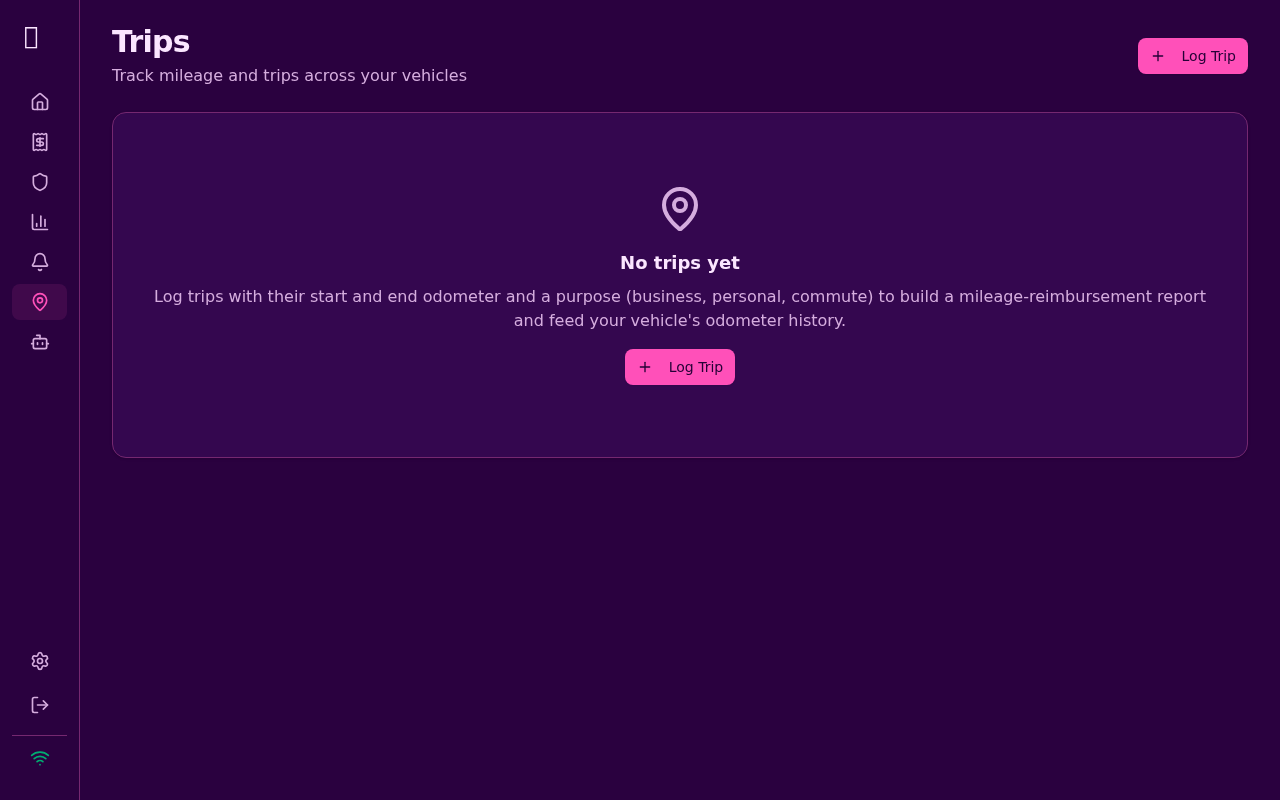 Trips
Track mileage and trips across your vehicles
Log Trip
No trips yet
Log trips with their start and end odometer and a purpose (business, personal, commute) to build a mileage-reimbursement report
and feed your vehicle's odometer history.
Log Trip